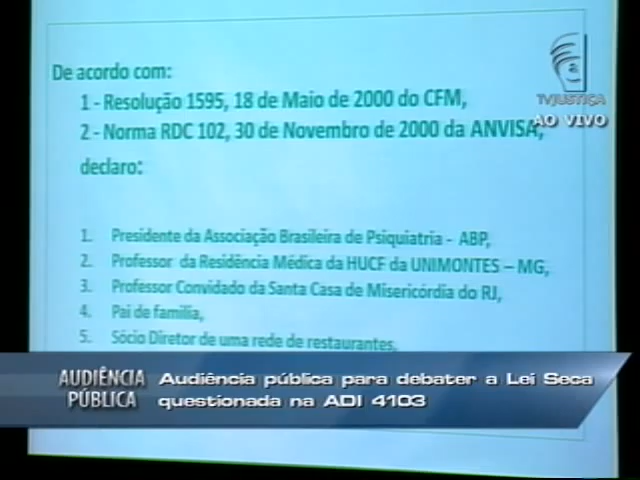 De acordo com:
1 - Resolução 1595, 18 de Maio de 2000 do CFM,
2 - Norma RDC 102, 30 de Novembro de 2000 da ANVISA,
declaro:
1. Presidente da Associação Brasileira de Psiquiatria - ABP,
2. Professor da Residência Médica da HUCF da UNIMONTES – MG,
3. Professor Convidado da Santa Casa de Misericórdia do RJ,
4. Pai de família,
5. Sócio Diretor de uma rede de restaurantes,
TV JUSTIÇA
AO VIVO
AUDIÊNCIA PÚBLICA
Audiência pública para debater a Lei Seca
questionada na ADI 4103